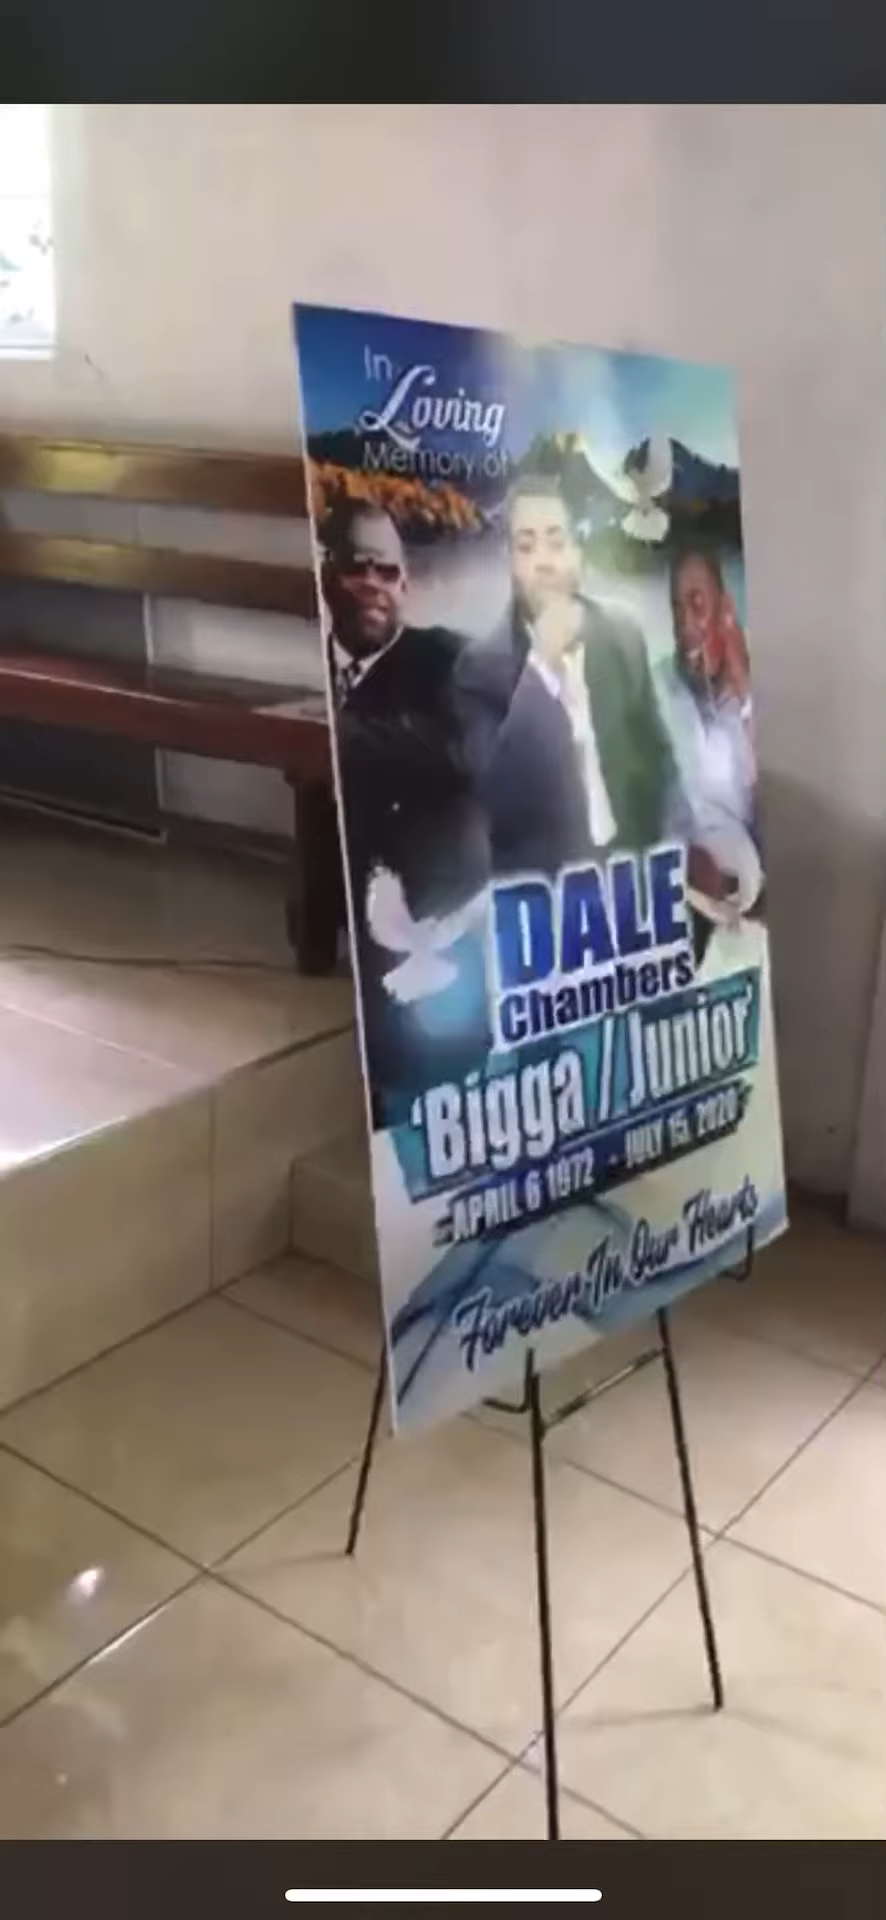 In
Loving
Memory of
DALE
Chambers
'Bigga / Junior'
APRIL 6 1972 - JULY 15, 2020
Forever In Our Hearts